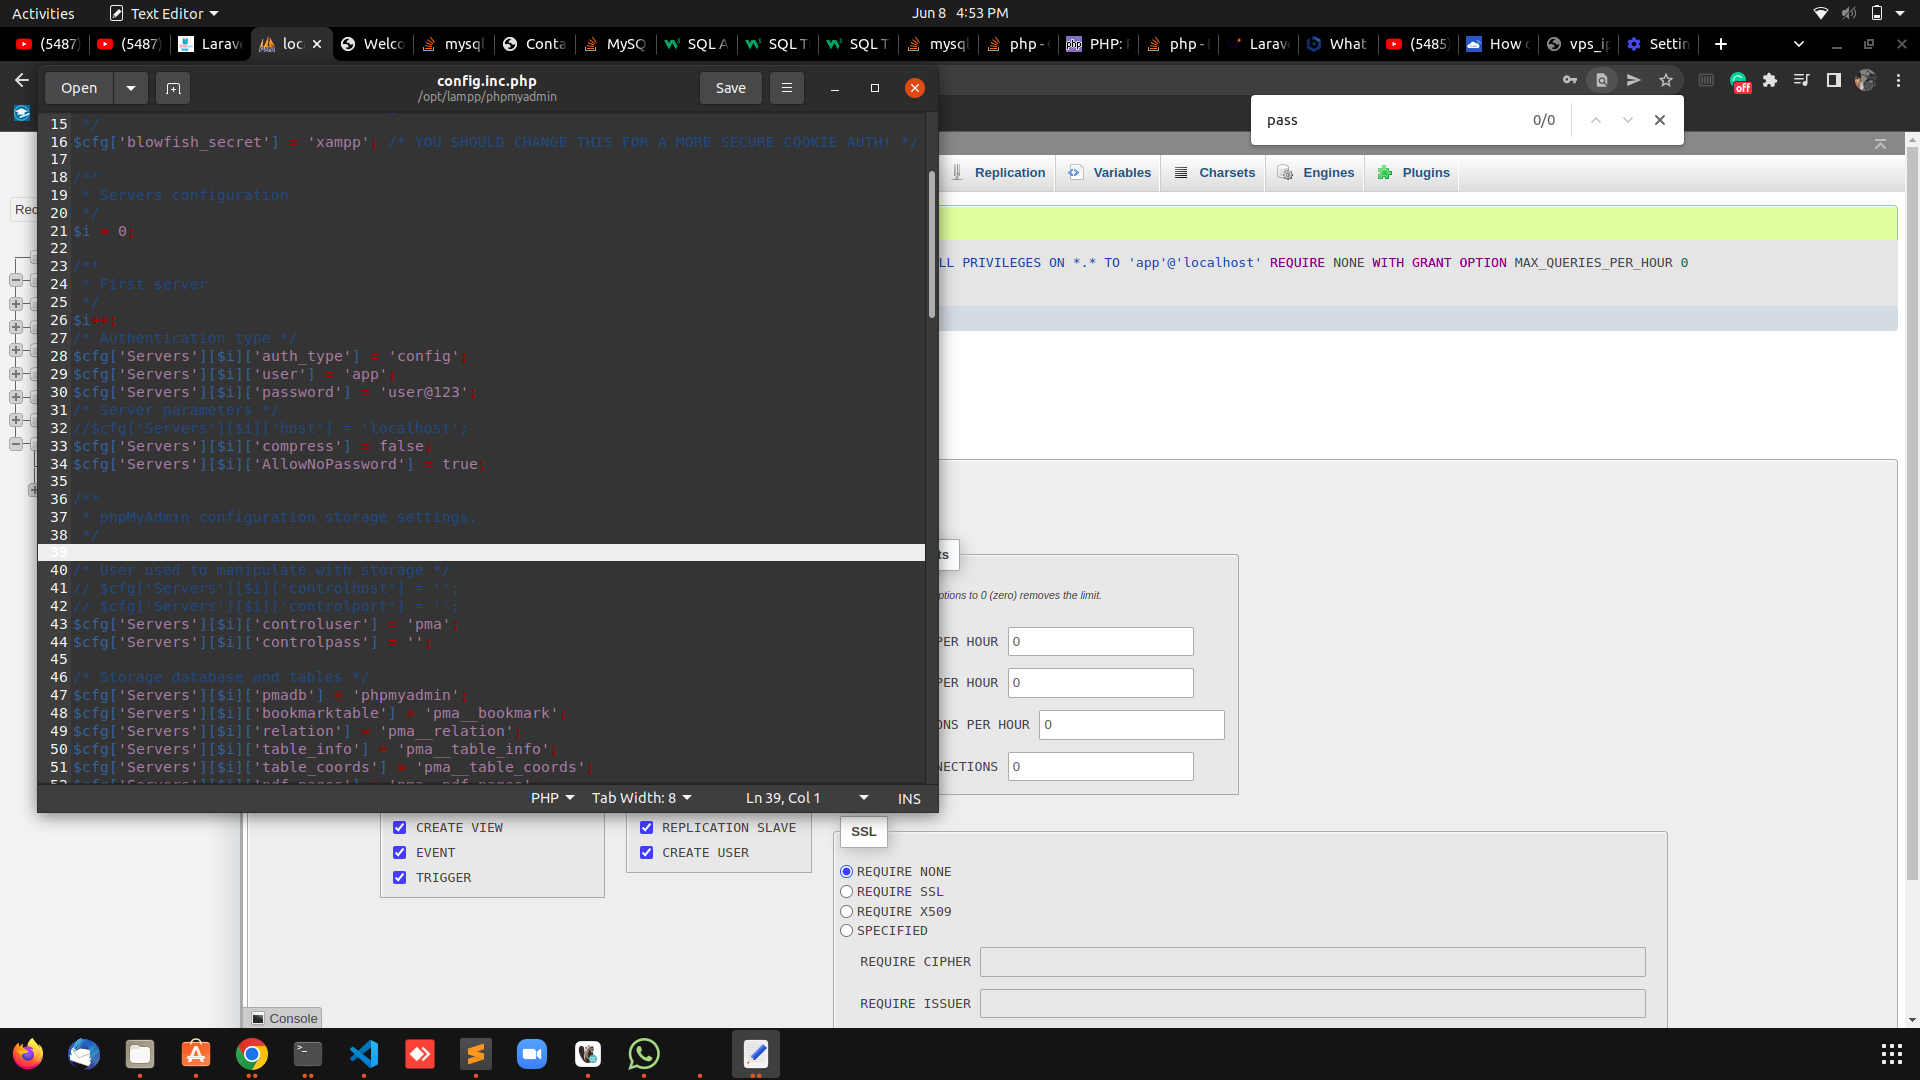 Activities
Text Editor
Jun 8 4:53 PM
(5487)
(5487)
Larav
loc
Welco
mysql
Conta
MySQ
SQL A
SQL T
SQL T
mysql
php -
PHP:
php -
Larav
What
(5485)
How
vps_i
Settin
Open
config.inc.php
/opt/lampp/phpmyadmin
Save
off
pass
0/0
15 */
16 $cfg['blowfish_secret'] = 'xampp'; /* YOU SHOULD CHANGE THIS FOR A MORE SECURE COOKIE AUTH! */
17
18 /**
19 * Servers configuration
20 */
21 $i = 0;
22
23 /**
24 * First server
25 */
26 $i++;
27 /* Authentication type */
28 $cfg['Servers'][$i]['auth_type'] = 'config';
29 $cfg['Servers'][$i]['user'] = 'app';
30 $cfg['Servers'][$i]['password'] = 'user@123';
31 /* Server parameters */
32 //$cfg['Servers'][$i]['host'] = 'localhost';
33 $cfg['Servers'][$i]['compress'] = false;
34 $cfg['Servers'][$i]['AllowNoPassword'] = true;
35
36 /**
37 * phpMyAdmin configuration storage settings.
38 */
39
40 /* User used to manipulate with storage */
41 // $cfg['Servers'][$i]['controlhost'] = '';
42 // $cfg['Servers'][$i]['controlport'] = '';
43 $cfg['Servers'][$i]['controluser'] = 'pma';
44 $cfg['Servers'][$i]['controlpass'] = '';
45
46 /* Storage database and tables */
47 $cfg['Servers'][$i]['pmadb'] = 'phpmyadmin';
48 $cfg['Servers'][$i]['bookmarktable'] = 'pma__bookmark';
49 $cfg['Servers'][$i]['relation'] = 'pma__relation';
50 $cfg['Servers'][$i]['table_info'] = 'pma__table_info';
51 $cfg['Servers'][$i]['table_coords'] = 'pma__table_coords';
PHP
Tab Width: 8
Ln 39, Col 1
INS
Rec
Replication
Variables
Charsets
Engines
Plugins
LL PRIVILEGES ON *.* TO 'app'@'localhost' REQUIRE NONE WITH GRANT OPTION MAX_QUERIES_PER_HOUR 0
ts
ptions to 0 (zero) removes the limit.
PER HOUR 0
PER HOUR 0
ONS PER HOUR 0
NECTIONS 0
CREATE VIEW
EVENT
TRIGGER
REPLICATION SLAVE
CREATE USER
SSL
REQUIRE NONE
REQUIRE SSL
REQUIRE X509
SPECIFIED
REQUIRE CIPHER
REQUIRE ISSUER
Console